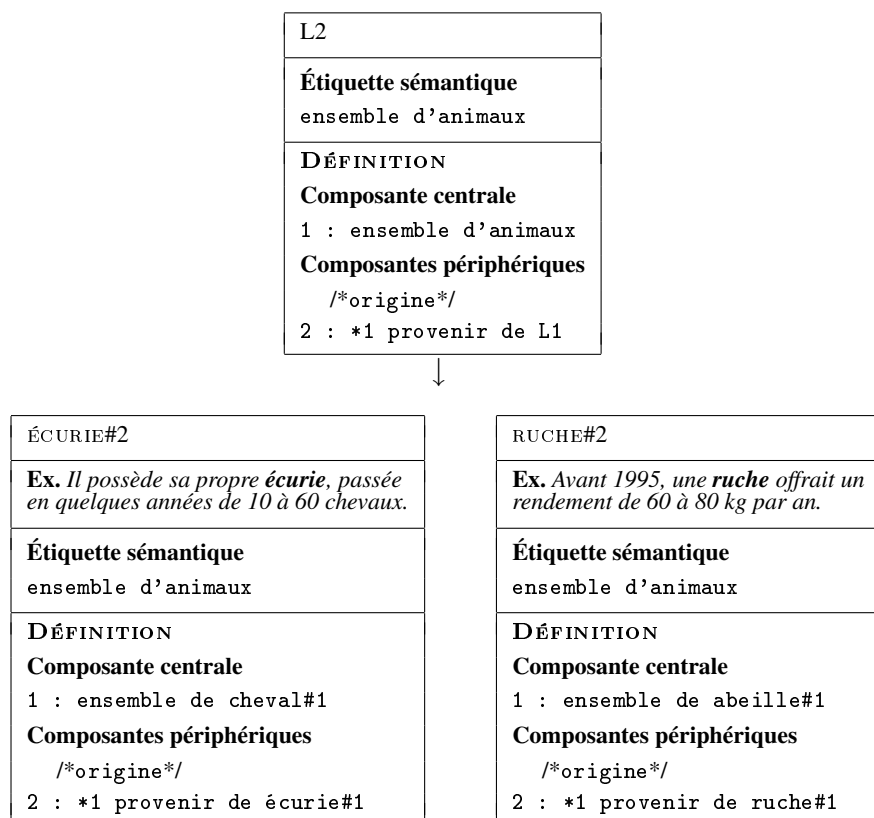 L2
Étiquette sémantique
ensemble d'animaux
DÉFINITION
Composante centrale
1 : ensemble d'animaux
Composantes périphériques
/*origine*/
2 : *1 provenir de L1
↓
ÉCURIE#2
Ex. Il possède sa propre écurie, passée
en quelques années de 10 à 60 chevaux.
Étiquette sémantique
ensemble d'animaux
DÉFINITION
Composante centrale
1 : ensemble de cheval#1
Composantes périphériques
/*origine*/
2 : *1 provenir de écurie#1
RUCHE#2
Ex. Avant 1995, une ruche offrait un
rendement de 60 à 80 kg par an.
Étiquette sémantique
ensemble d'animaux
DÉFINITION
Composante centrale
1 : ensemble de abeille#1
Composantes périphériques
/*origine*/
2 : *1 provenir de ruche#1